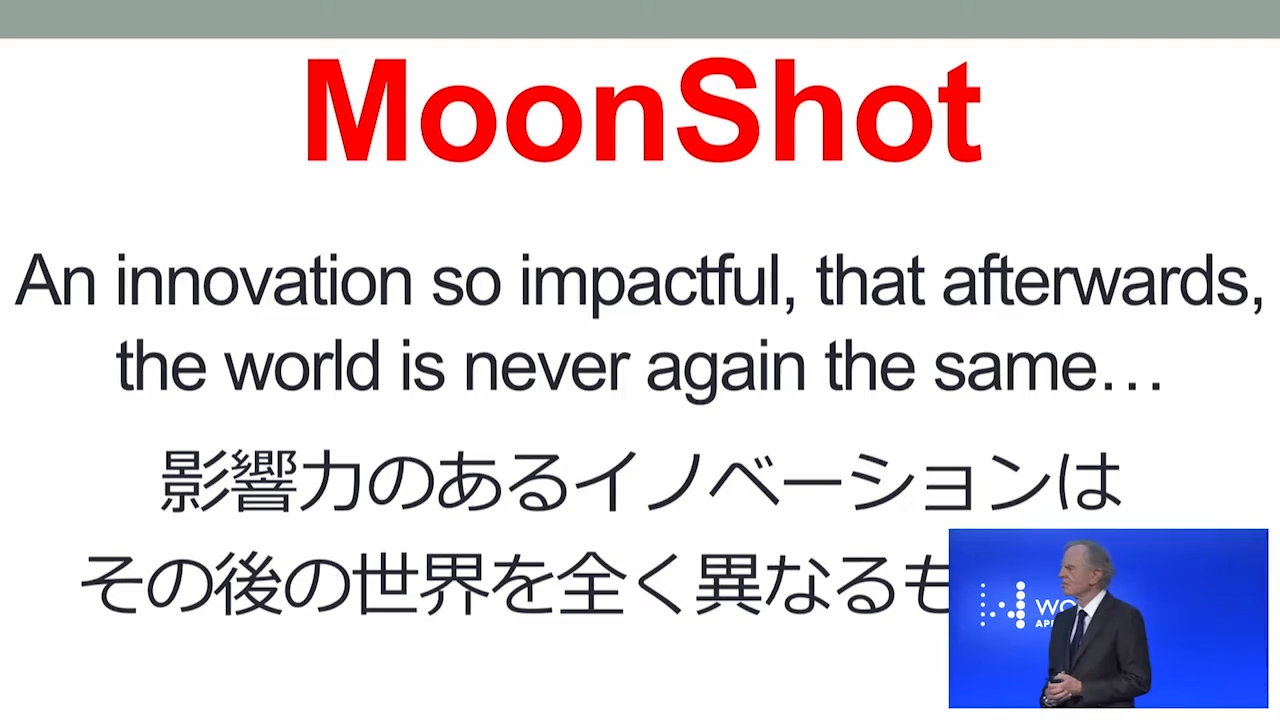 MoonShot
An innovation so impactful, that afterwards,
the world is never again the same…
影響力のあるイノベーションは
その後の世界を全く異なるも